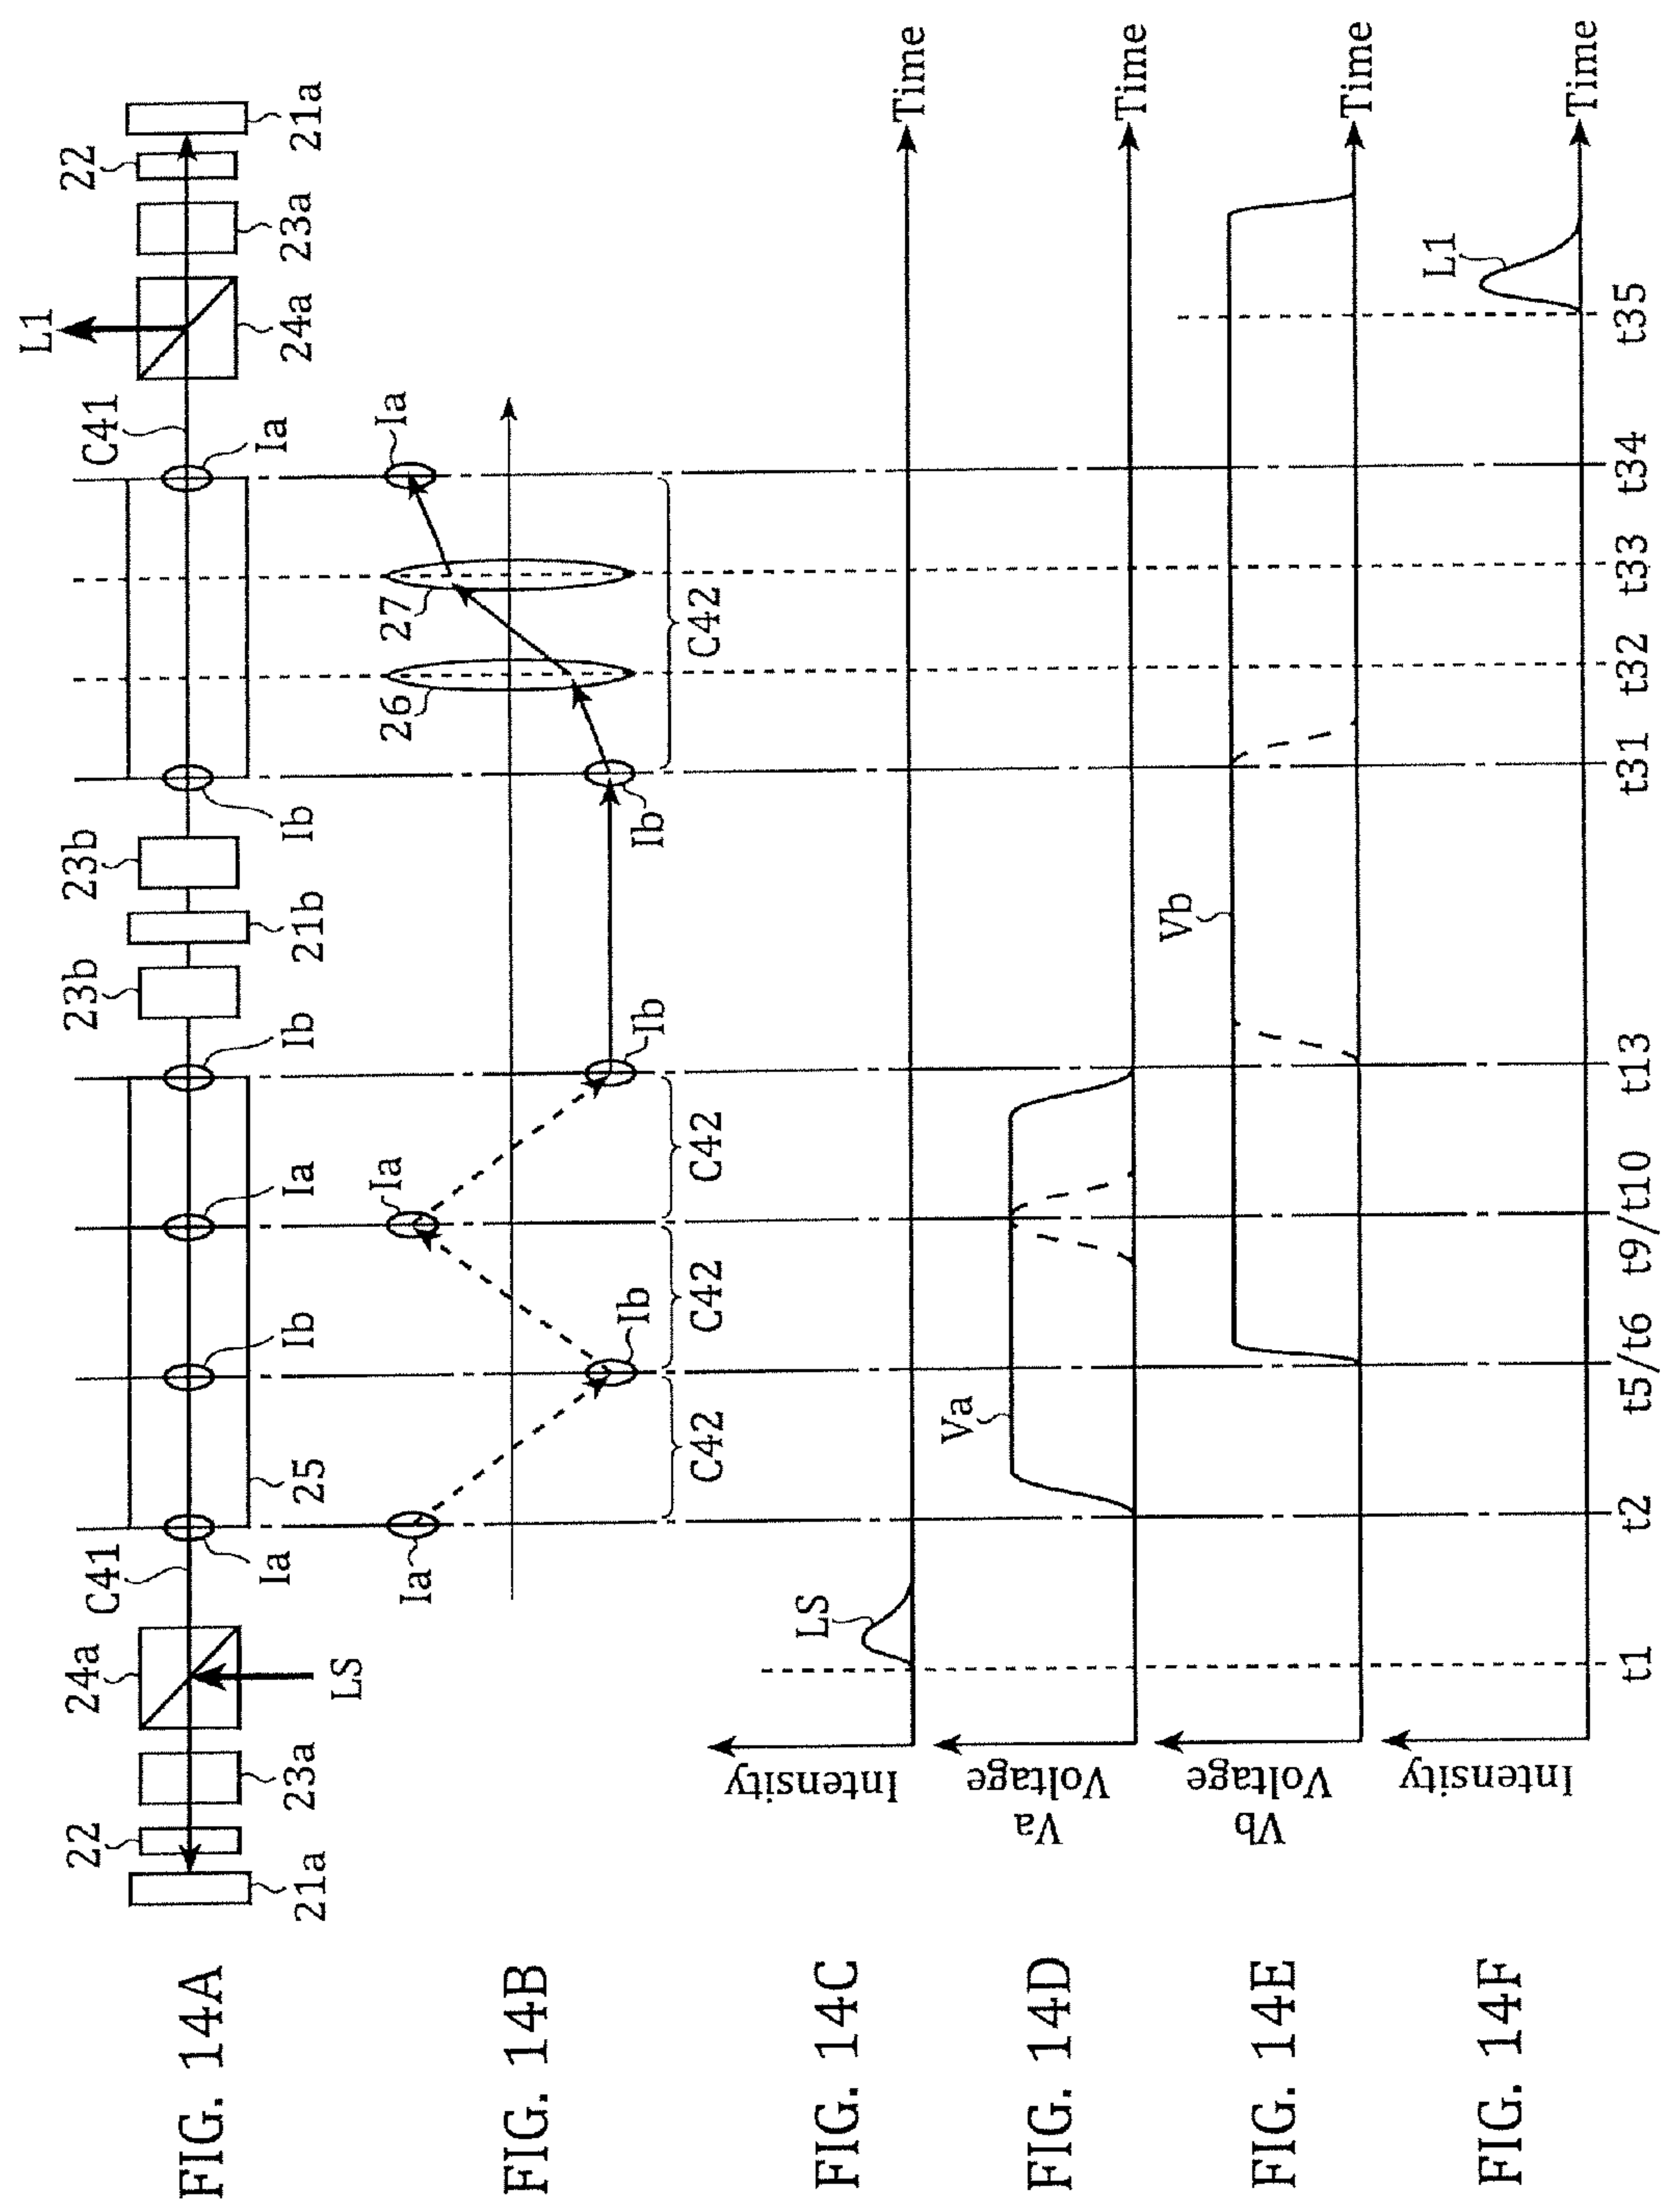 FIG. 14A
21a
22
23a
24a
LS
C41
Ia
25
Ib
Ia
Ib
23b
21b
23b
Ib
Ia
C41
L1
24a
23a
22
21a
FIG. 14B
Ia
Ib
Ia
Ib
Ib
26
27
Ia
C42
C42
C42
C42
FIG. 14C
Intensity
LS
Time
FIG. 14D
Voltage
Va
Va
Time
FIG. 14E
Voltage
Vb
Vb
Time
FIG. 14F
Intensity
L1
Time
t1
t2
t5/t6
t9/t10
t13
t31
t32
t33
t34
t35